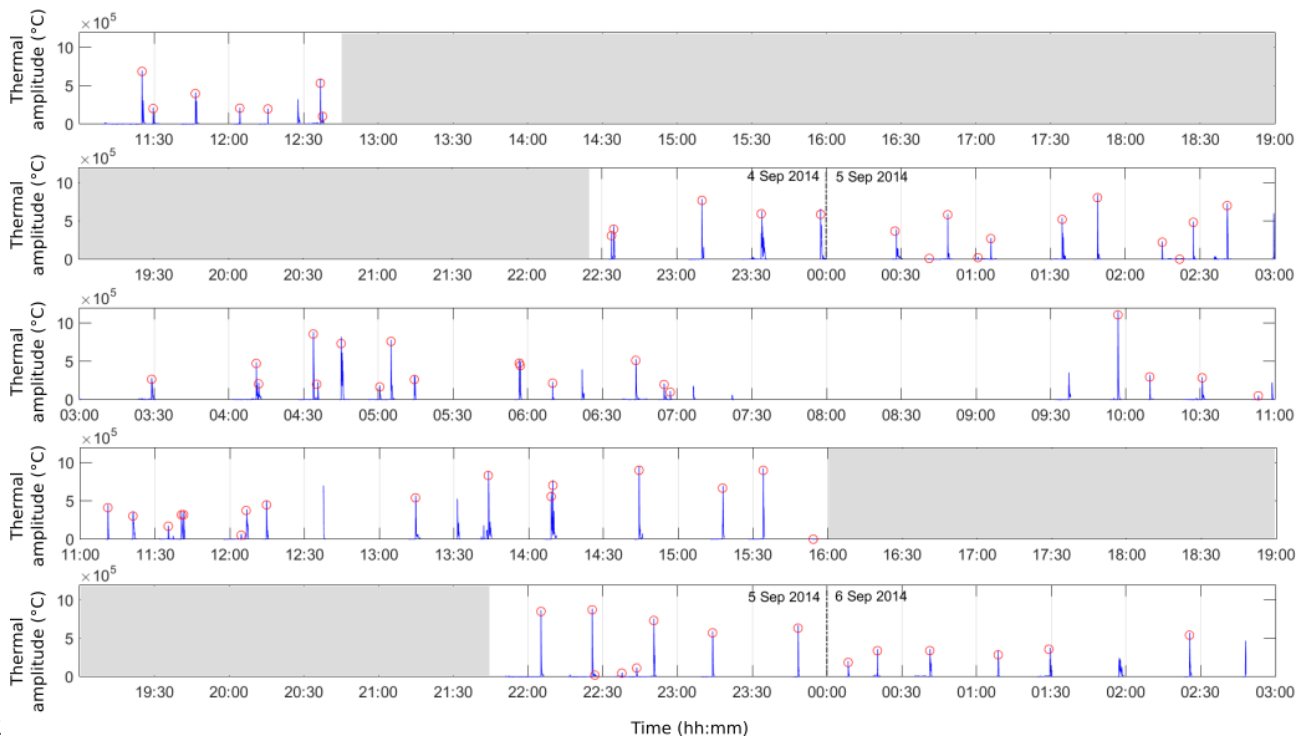 × 10⁵
Thermal
amplitude (°C)
10
5
0
11:30 12:00 12:30 13:00 13:30 14:00 14:30 15:00 15:30 16:00 16:30 17:00 17:30 18:00 18:30 19:00
× 10⁵
Thermal
amplitude (°C)
10
5
0
4 Sep 2014 5 Sep 2014
19:30 20:00 20:30 21:00 21:30 22:00 22:30 23:00 23:30 00:00 00:30 01:00 01:30 02:00 02:30 03:00
× 10⁵
Thermal
amplitude (°C)
10
5
0
03:00 03:30 04:00 04:30 05:00 05:30 06:00 06:30 07:00 07:30 08:00 08:30 09:00 09:30 10:00 10:30 11:00
× 10⁵
Thermal
amplitude (°C)
10
5
0
11:00 11:30 12:00 12:30 13:00 13:30 14:00 14:30 15:00 15:30 16:00 16:30 17:00 17:30 18:00 18:30 19:00
× 10⁵
Thermal
amplitude (°C)
10
5
0
5 Sep 2014 6 Sep 2014
19:30 20:00 20:30 21:00 21:30 22:00 22:30 23:00 23:30 00:00 00:30 01:00 01:30 02:00 02:30 03:00
Time (hh:mm)